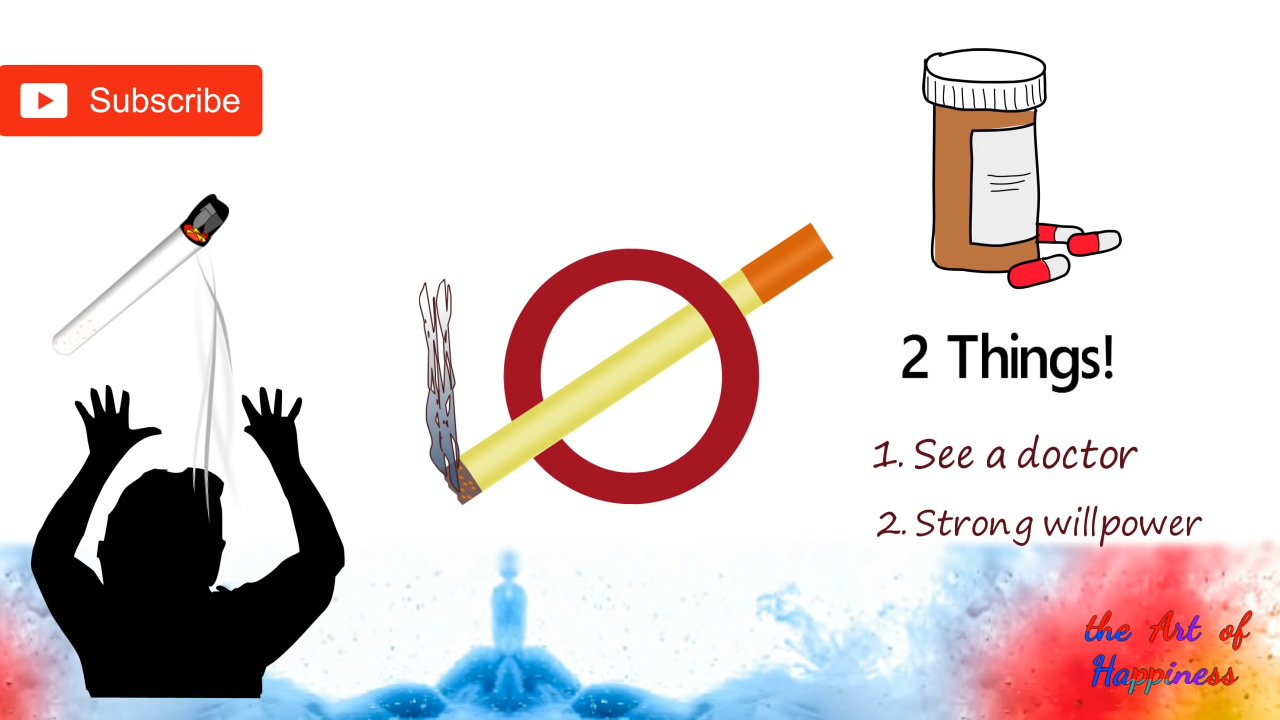 Subscribe
2 Things!
1. See a doctor
2. Strong willpower
the Art of
Happiness